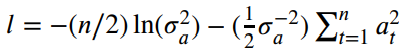 l = −(n/2) ln(σ_a^2) − (½σ_a^{−2}) ∑_{t=1}^{n} a_t^2